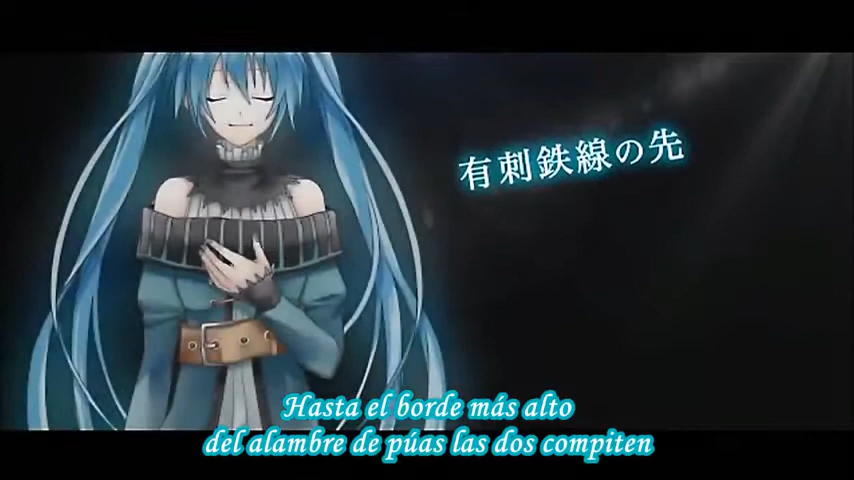 有刺鉄線の先
Hasta el borde más alto
del alambre de púas las dos compiten